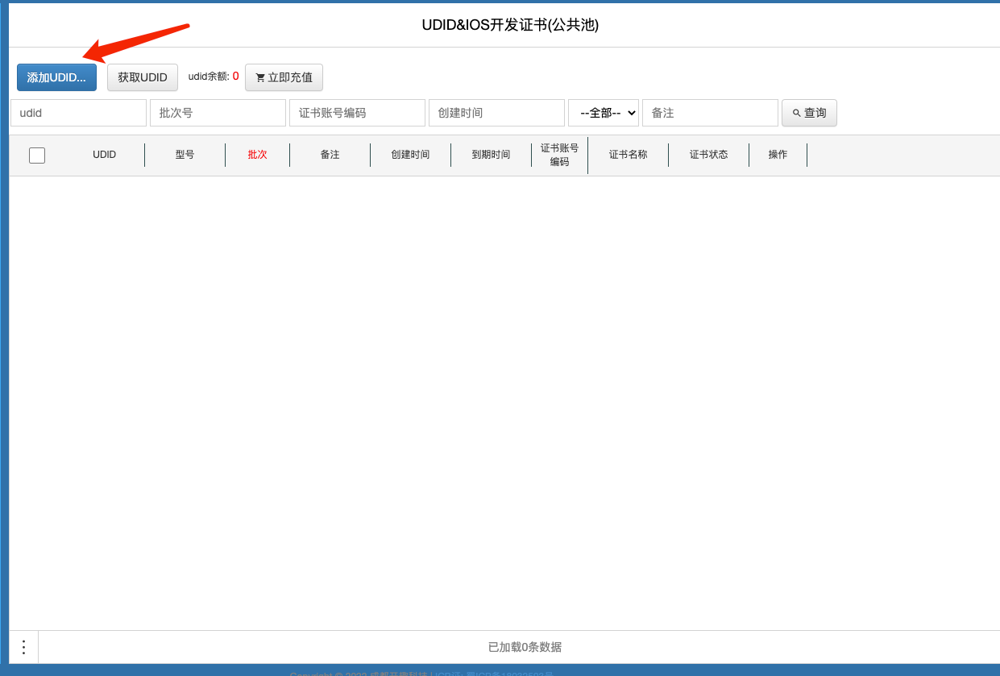 UDID&IOS开发证书(公共池)
添加UDID... 获取UDID udid余额: 0 立即充值
udid 批次号 证书账号编码 创建时间 --全部-- 备注 查询
UDID 型号 批次 备注 创建时间 到期时间 证书账号编码 证书名称 证书状态 操作
已加载0条数据
Copyright © 2022